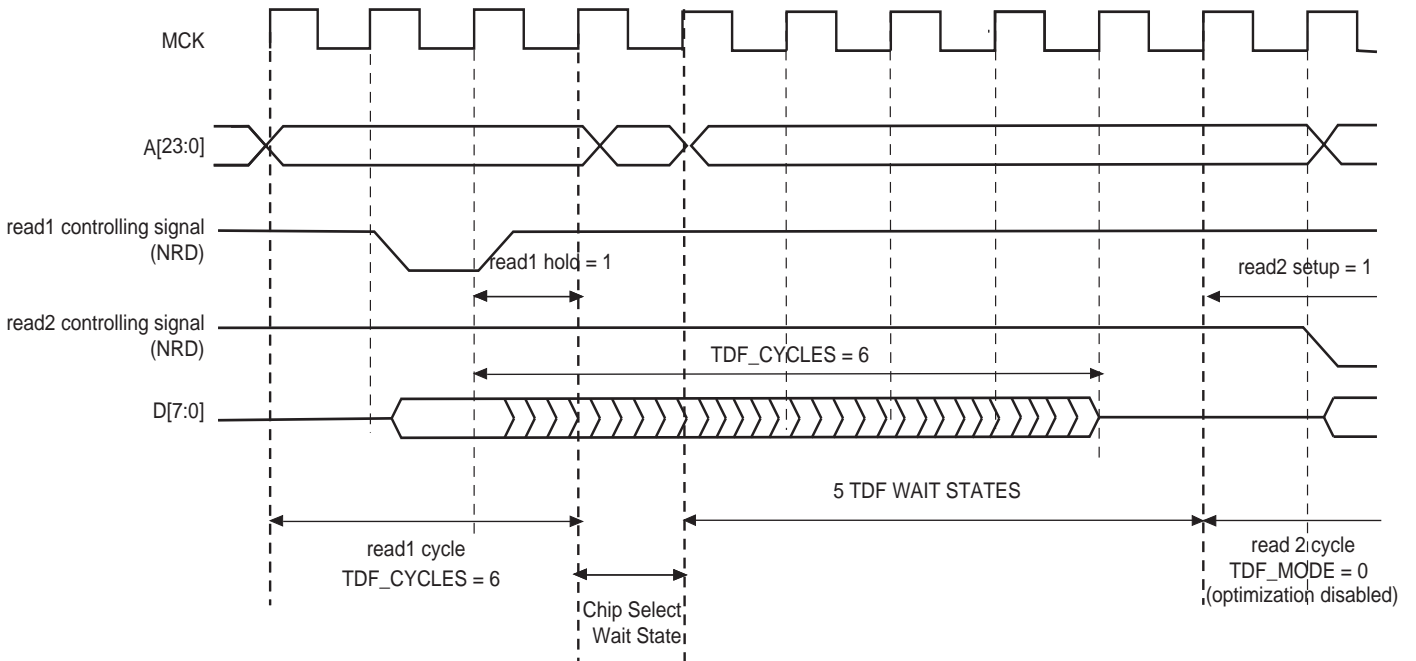 MCK
A[23:0]
read1 controlling signal
(NRD)
read1 hold = 1
read2 setup = 1
read2 controlling signal
(NRD)
TDF_CYCLES = 6
D[7:0]
5 TDF WAIT STATES
read1 cycle
TDF_CYCLES = 6
Chip Select
Wait State
read 2 cycle
TDF_MODE = 0
(optimization disabled)